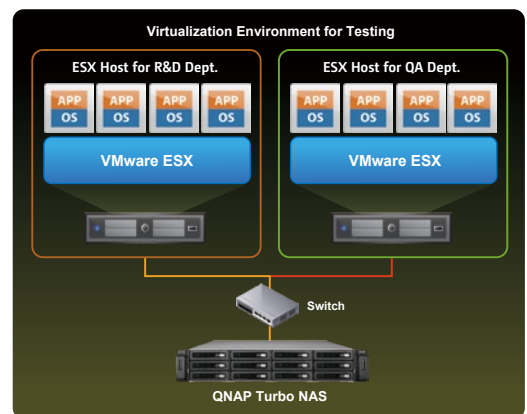 Virtualization Environment for Testing
ESX Host for R&D Dept.
ESX Host for QA Dept.
APP APP APP APP
OS OS OS OS
APP APP APP APP
OS OS OS OS
VMware ESX
VMware ESX
Switch
QNAP Turbo NAS